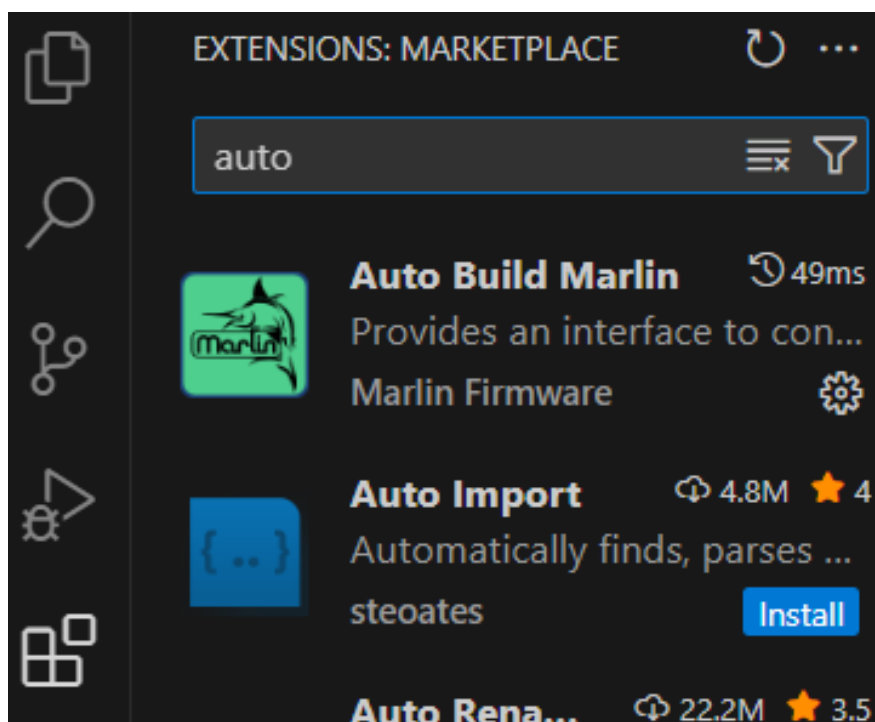 EXTENSIONS: MARKETPLACE
auto
Auto Build Marlin 49ms
Provides an interface to con...
Marlin
Marlin Firmware
Auto Import 4.8M 4
Automatically finds, parses ...
{ .. }
steoates Install
Auto Rena... 22.2M 3.5